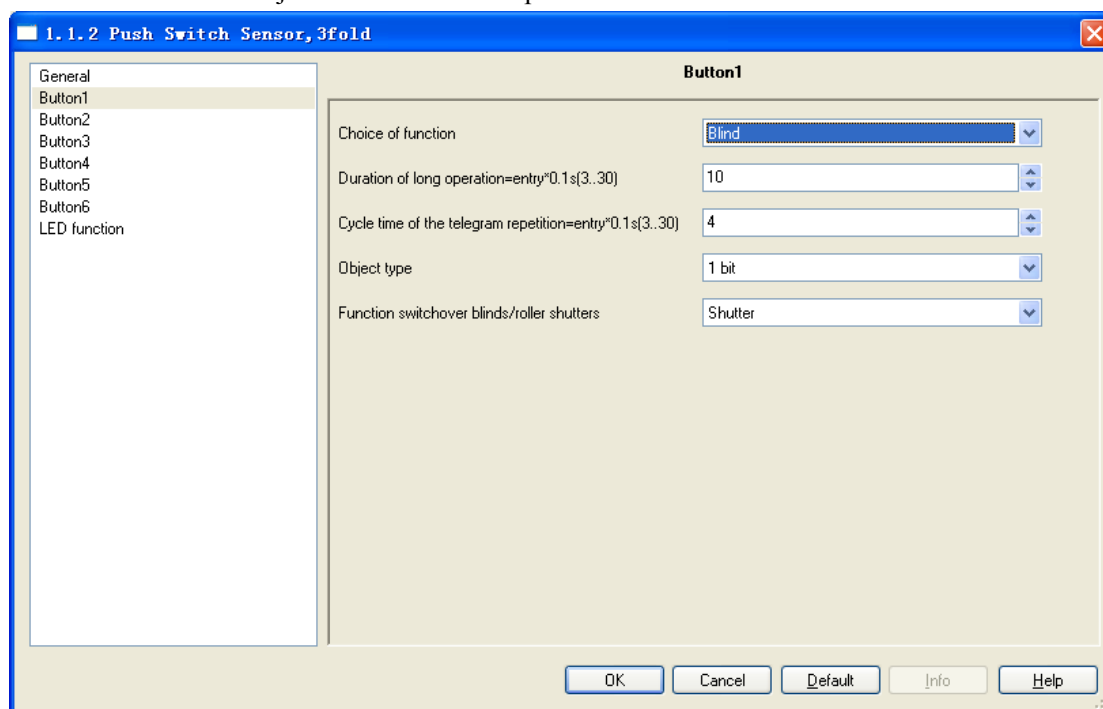 1.1.2 Push Switch Sensor,3fold
General
Button1
Button2
Button3
Button4
Button5
Button6
LED function
Button1
Choice of function
Blind
Duration of long operation=entry*0.1s(3..30)
10
Cycle time of the telegram repetition=entry*0.1s(3..30)
4
Object type
1 bit
Function switchover blinds/roller shutters
Shutter
OK
Cancel
Default
Info
Help